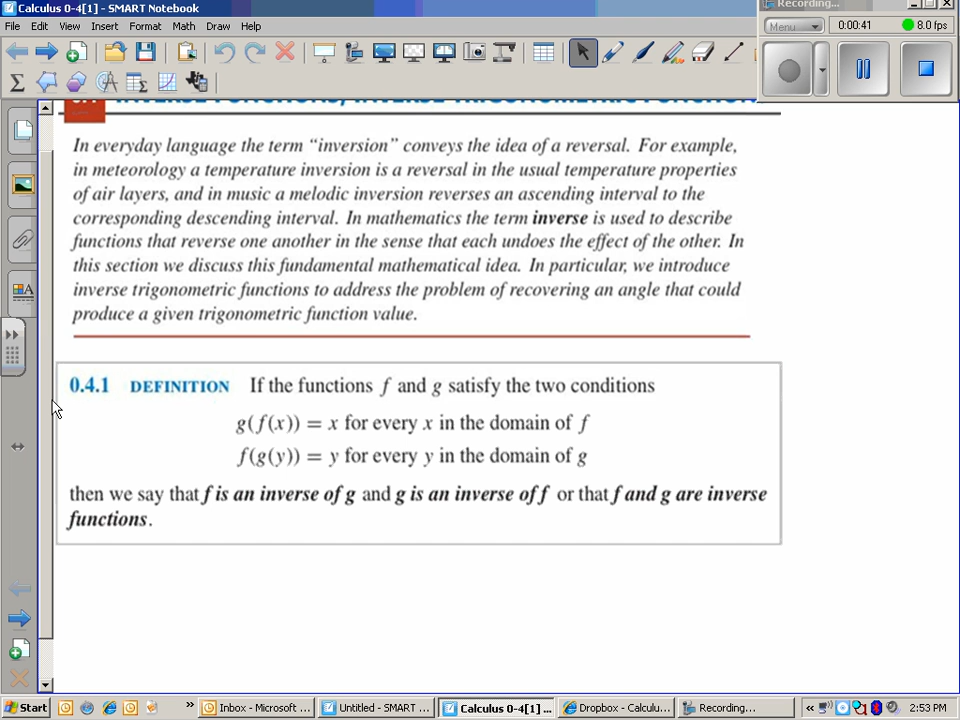 Calculus 0-4[1] - SMART Notebook
Recording...
File Edit View Insert Format Math Draw Help
Menu 0:00:41 8.0 fps
INVERSE FUNCTIONS; INVERSE TRIGONOMETRIC FUNCTION
In everyday language the term “inversion” conveys the idea of a reversal. For example,
in meteorology a temperature inversion is a reversal in the usual temperature properties
of air layers, and in music a melodic inversion reverses an ascending interval to the
corresponding descending interval. In mathematics the term inverse is used to describe
functions that reverse one another in the sense that each undoes the effect of the other. In
this section we discuss this fundamental mathematical idea. In particular, we introduce
inverse trigonometric functions to address the problem of recovering an angle that could
produce a given trigonometric function value.
0.4.1 DEFINITION If the functions f and g satisfy the two conditions
g(f(x)) = x for every x in the domain of f
f(g(y)) = y for every y in the domain of g
then we say that f is an inverse of g and g is an inverse of f or that f and g are inverse
functions.
Start » Inbox - Microsoft ... Untitled - SMART ... Calculus 0-4[1] ... Dropbox - Calculu... Recording... « 2:53 PM